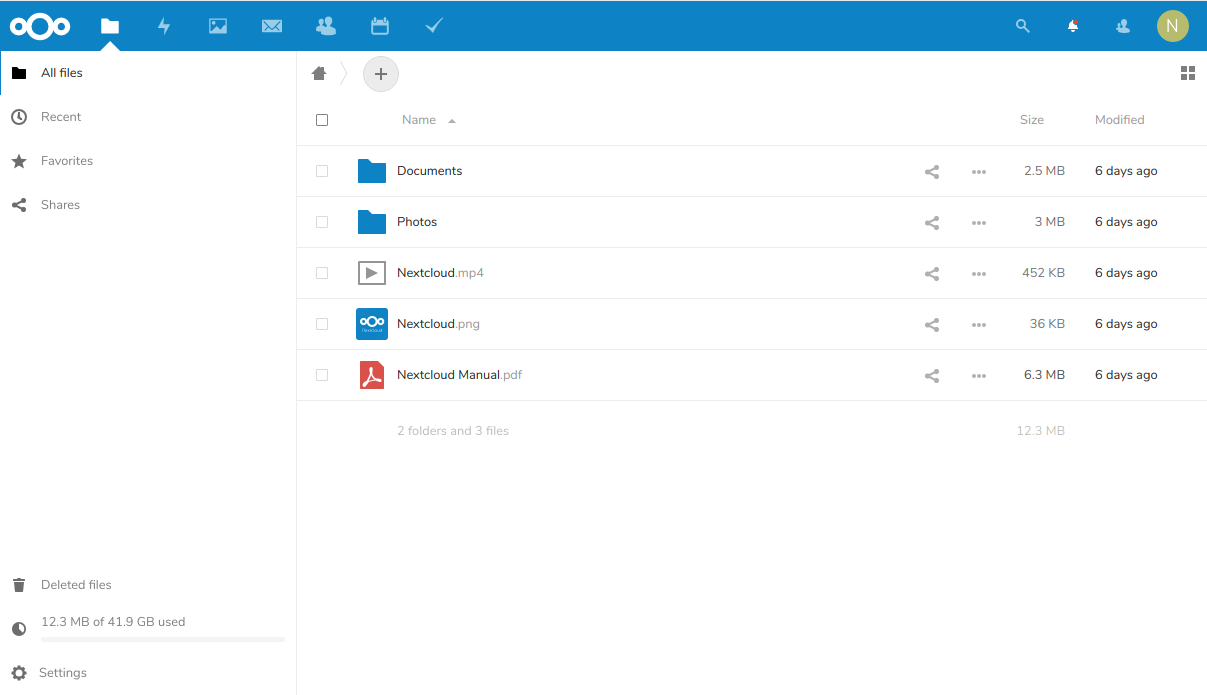 N
All files
Recent
Favorites
Shares
Name Size Modified
Documents 2.5 MB 6 days ago
Photos 3 MB 6 days ago
Nextcloud.mp4 452 KB 6 days ago
Nextcloud.png 36 KB 6 days ago
Nextcloud Manual.pdf 6.3 MB 6 days ago
2 folders and 3 files 12.3 MB
Deleted files
12.3 MB of 41.9 GB used
Settings